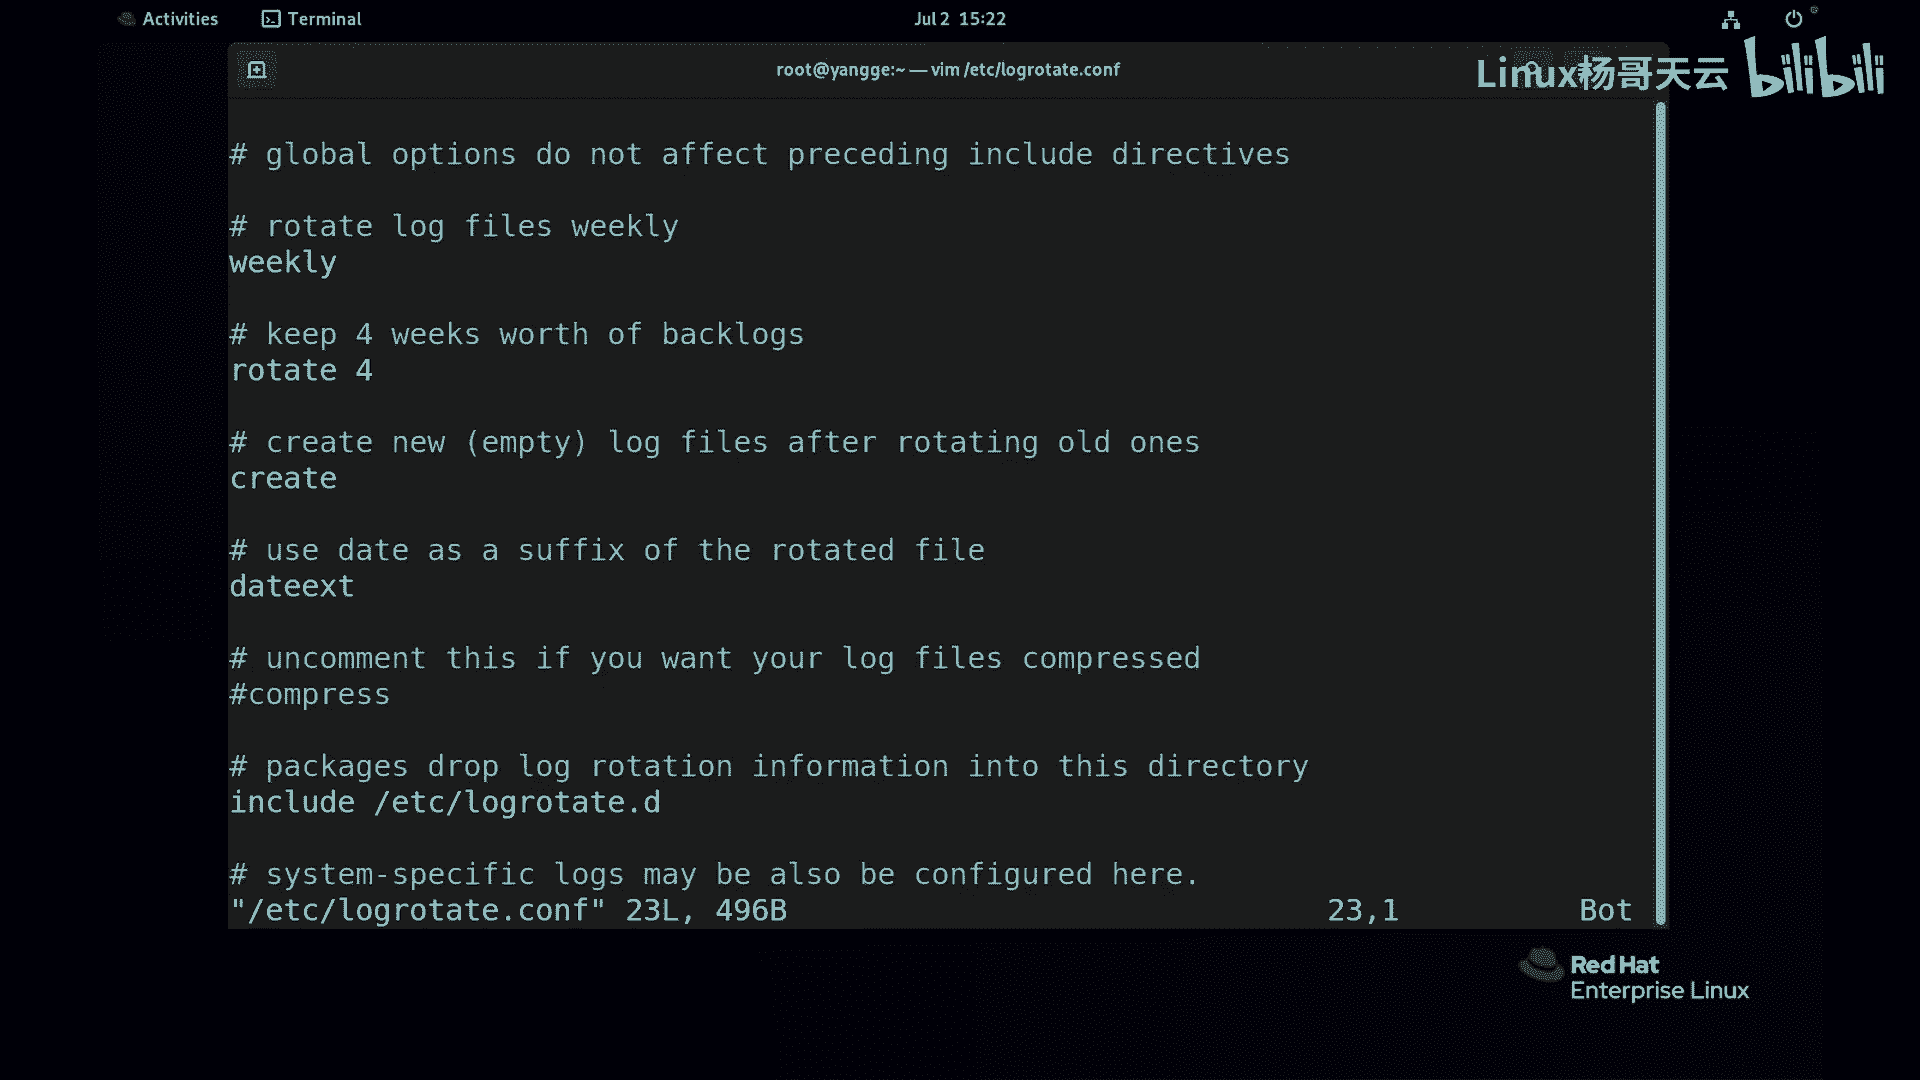 Activities
Terminal
Jul 2 15:22
root@yangge:~ — vim /etc/logrotate.conf
Linux杨哥天云 bilibili
# global options do not affect preceding include directives
# rotate log files weekly
weekly
# keep 4 weeks worth of backlogs
rotate 4
# create new (empty) log files after rotating old ones
create
# use date as a suffix of the rotated file
dateext
# uncomment this if you want your log files compressed
#compress
# packages drop log rotation information into this directory
include /etc/logrotate.d
# system-specific logs may be also be configured here.
"/etc/logrotate.conf" 23L, 496B 23,1 Bot
Red Hat
Enterprise Linux